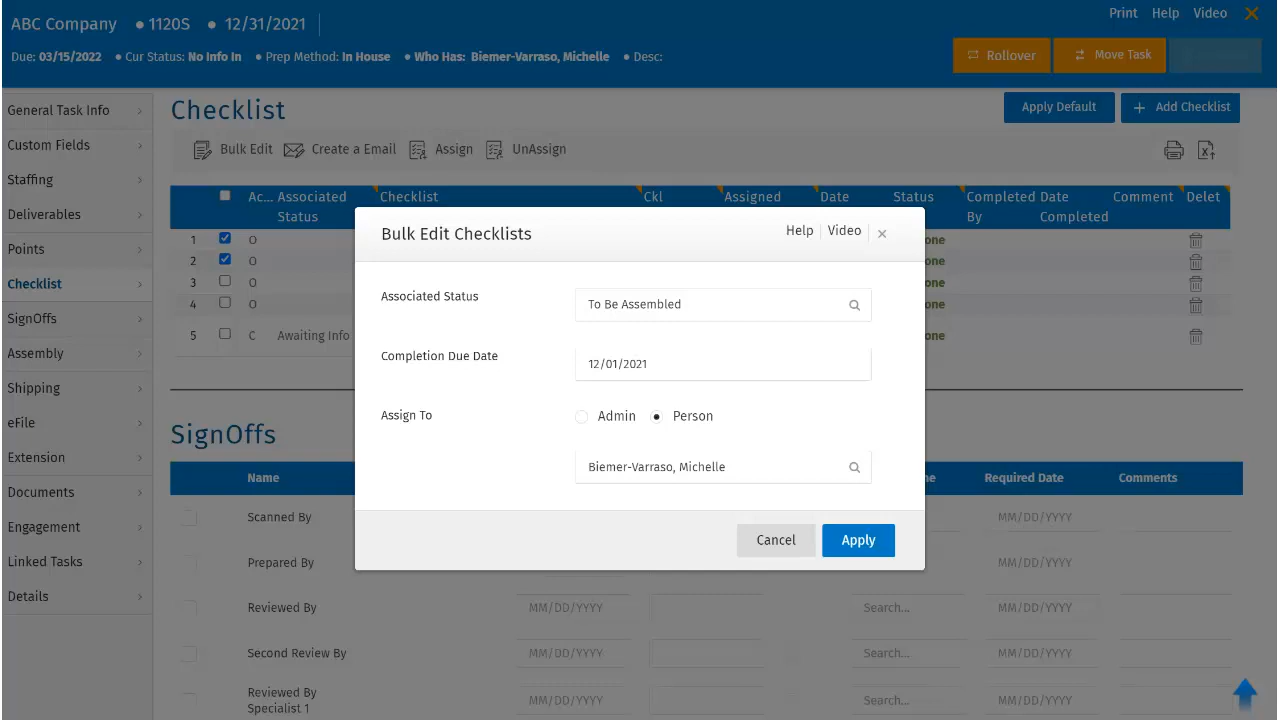 ABC Company ● 1120S ● 12/31/2021
Print Help Video
Due: 03/15/2022 ● Cur Status: No Info In ● Prep Method: In House ● Who Has: Biemer-Varraso, Michelle ● Desc:
Rollover
Move Task
General Task Info
Custom Fields
Staffing
Deliverables
Points
Checklist
SignOffs
Assembly
Shipping
eFile
Extension
Documents
Engagement
Linked Tasks
Details
Checklist
Apply Default
+ Add Checklist
Bulk Edit Create a Email Assign UnAssign
Ac... Associated Status Checklist Ckl Assigned Date Status Completed By Date Completed Comment Delet
1 O one
2 O one
3 O one
4 O one
5 C Awaiting Info one
Bulk Edit Checklists
Help Video ×
Associated Status To Be Assembled
Completion Due Date 12/01/2021
Assign To Admin Person
Biemer-Varraso, Michelle
Cancel Apply
SignOffs
Name ne Required Date Comments
Scanned By MM/DD/YYYY
Prepared By MM/DD/YYYY
Reviewed By MM/DD/YYYY Search... MM/DD/YYYY
Second Review By MM/DD/YYYY Search... MM/DD/YYYY
Reviewed By
Specialist 1 MM/DD/YYYY Search... MM/DD/YYYY